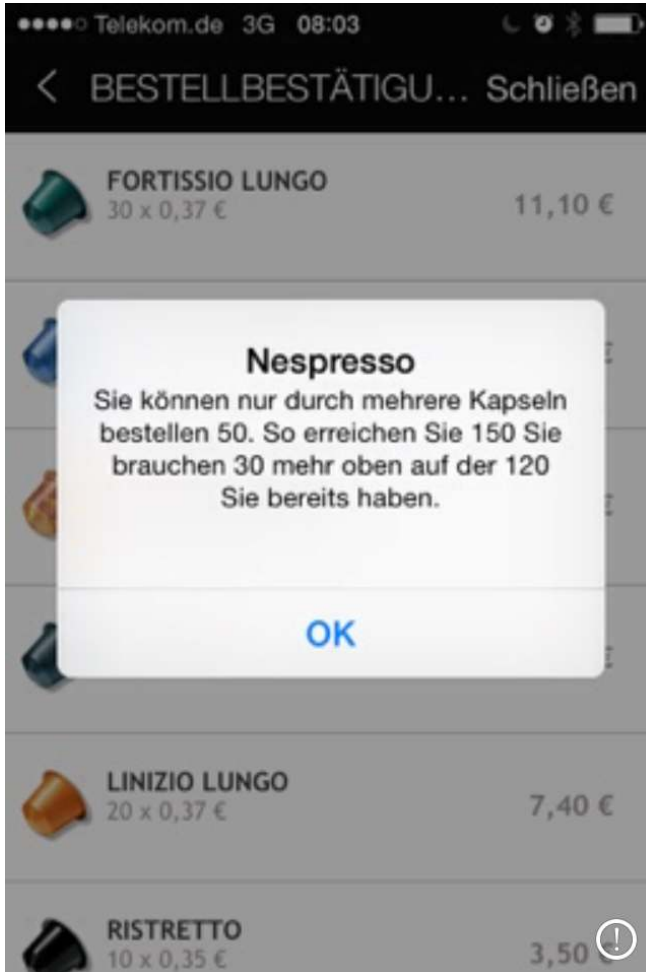 Telekom.de 3G 08:03
BESTELLBESTÄTIGU... Schließen
FORTISSIO LUNGO
30 x 0,37 €
11,10 €
Nespresso
Sie können nur durch mehrere Kapseln
bestellen 50. So erreichen Sie 150 Sie
brauchen 30 mehr oben auf der 120
Sie bereits haben.
OK
LINIZIO LUNGO
20 x 0,37 €
7,40 €
RISTRETTO
10 x 0,35 €
3,50 €